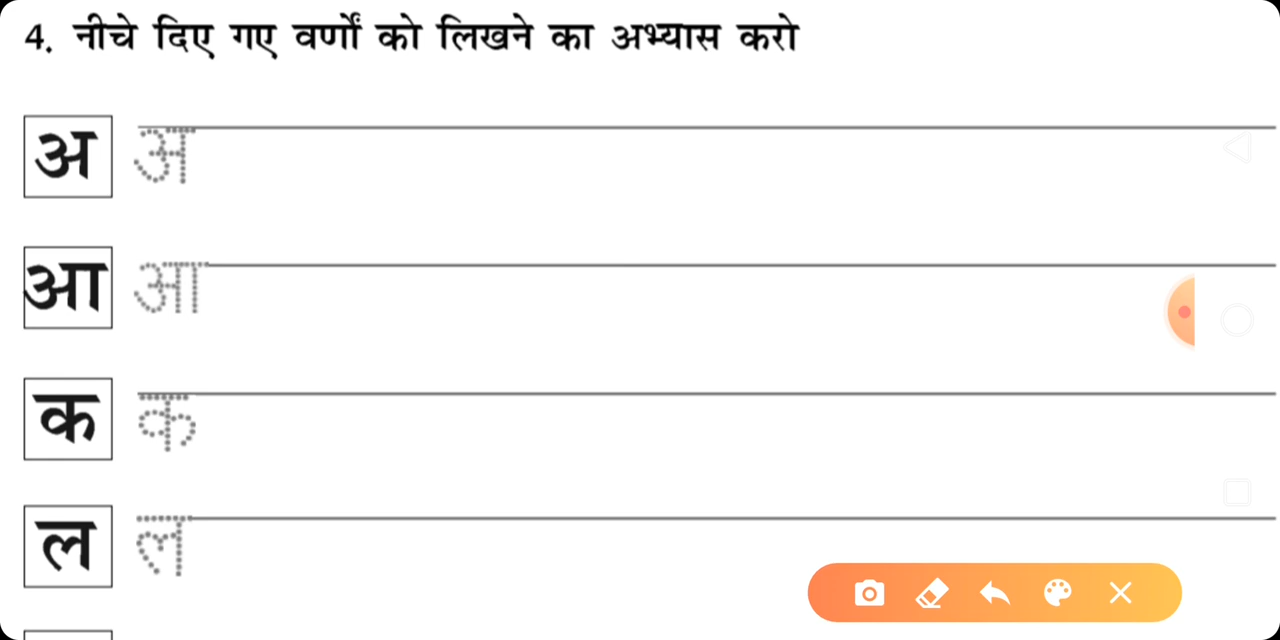 4. नीचे दिए गए वर्णों को लिखने का अभ्यास करो
अ अ
आ आ
क क
ल ल